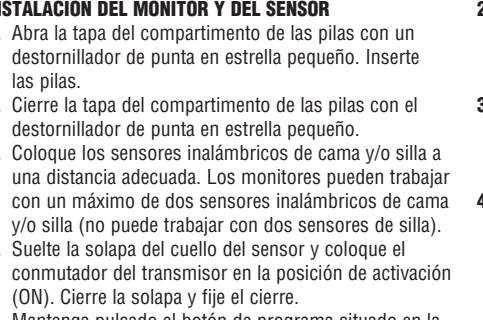 NSTALACIÓN DEL MONITOR Y DEL SENSOR
Abra la tapa del compartimento de las pilas con un
destornillador de punta en estrella pequeño. Inserte
las pilas.
Cierre la tapa del compartimento de las pilas con el
destornillador de punta en estrella pequeño.
Coloque los sensores inalámbricos de cama y/o silla a
una distancia adecuada. Los monitores pueden trabajar
con un máximo de dos sensores inalámbricos de cama
y/o silla (no puede trabajar con dos sensores de silla).
Suelte la solapa del cuello del sensor y coloque el
conmutador del transmisor en la posición de activación
(ON). Cierre la solapa y fije el cierre.
Mantenga pulsado el botón de programa situado en la
2
3
4